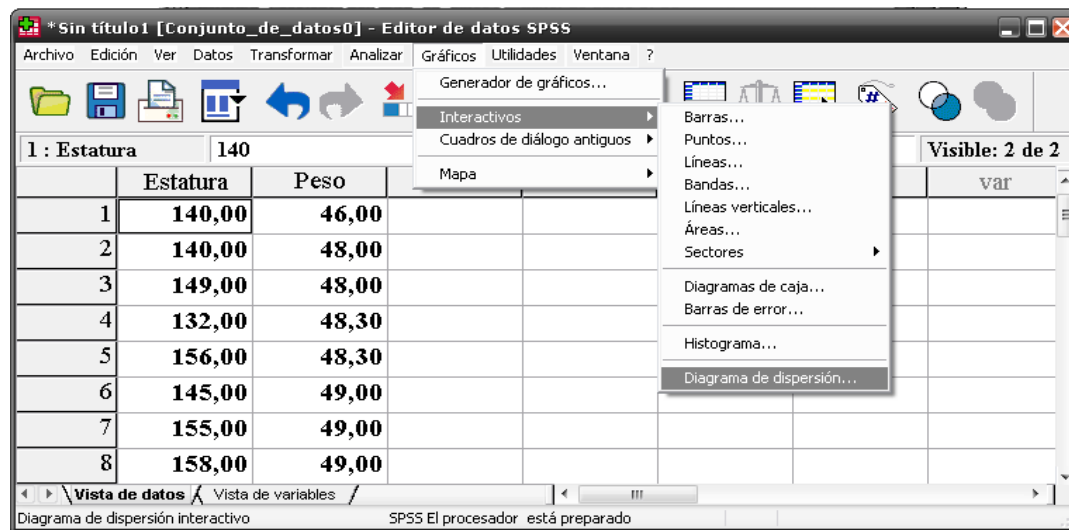 *Sin título1 [Conjunto_de_datos0] - Editor de datos SPSS
Archivo Edición Ver Datos Transformar Analizar Gráficos Utilidades Ventana ?
Generador de gráficos...
Interactivos
Cuadros de diálogo antiguos
Mapa
Barras...
Puntos...
Líneas...
Bandas...
Líneas verticales...
Áreas...
Sectores
Diagramas de caja...
Barras de error...
Histograma...
Diagrama de dispersión...
1 : Estatura 140 Visible: 2 de 2
Estatura Peso var
1 140,00 46,00
2 140,00 48,00
3 149,00 48,00
4 132,00 48,30
5 156,00 48,30
6 145,00 49,00
7 155,00 49,00
8 158,00 49,00
Vista de datos Vista de variables
Diagrama de dispersión interactivo SPSS El procesador está preparado